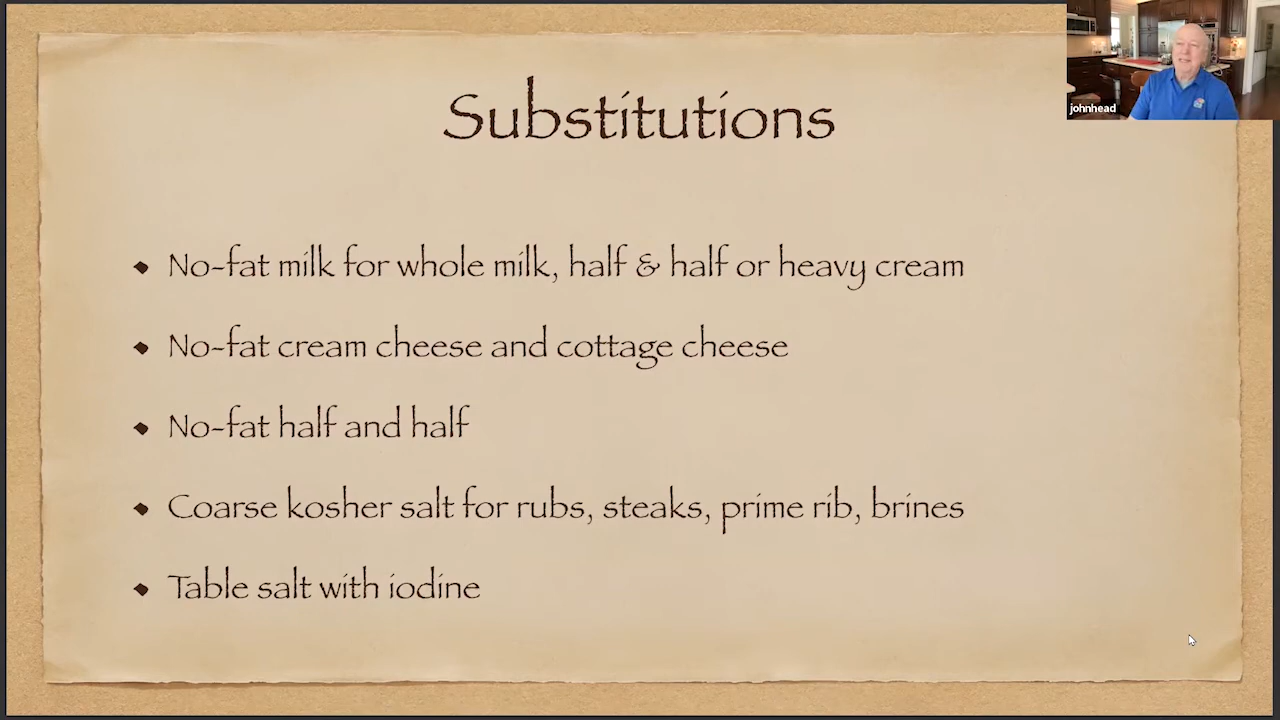 Substitutions
johnhead
No-fat milk for whole milk, half & half or heavy cream
No-fat cream cheese and cottage cheese
No-fat half and half
Coarse kosher salt for rubs, steaks, prime rib, brines
Table salt with iodine